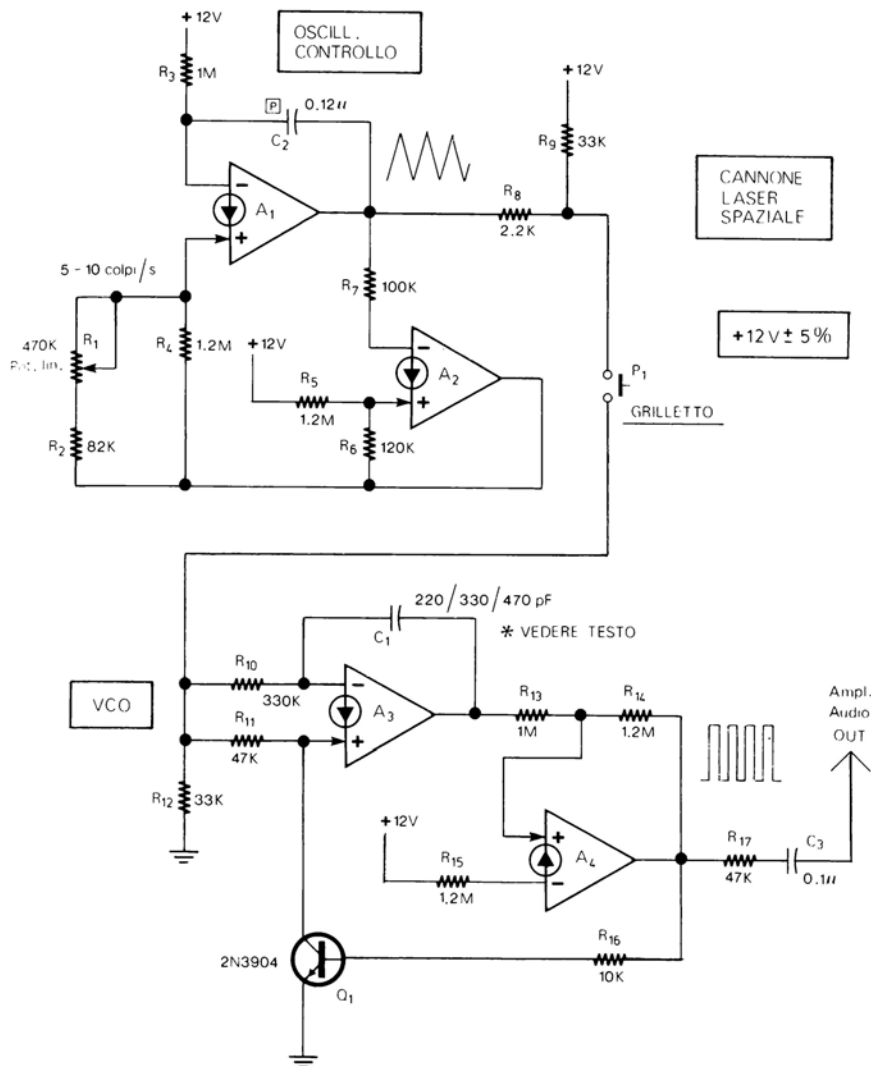 +12V
OSCILL.
CONTROLLO
R3
1M
P
0.12u
C2
+12V
R9
33K
CANNONE
LASER
SPAZIALE
R8
2.2K
A1
5 - 10 colpi/s
R7
100K
470K
R1
Pot. lin.
R4
1.2M
+12V
+12V ± 5%
A2
P1
R5
1.2M
GRILLETTO
R2
82K
R6
120K
220/330/470 pF
C1
* VEDERE TESTO
VCO
R10
330K
A3
R13
1M
R14
1.2M
Ampl.
Audio
OUT
R11
47K
R12
33K
+12V
A4
R15
1.2M
R17
47K
C3
0.1u
2N3904
Q1
R16
10K